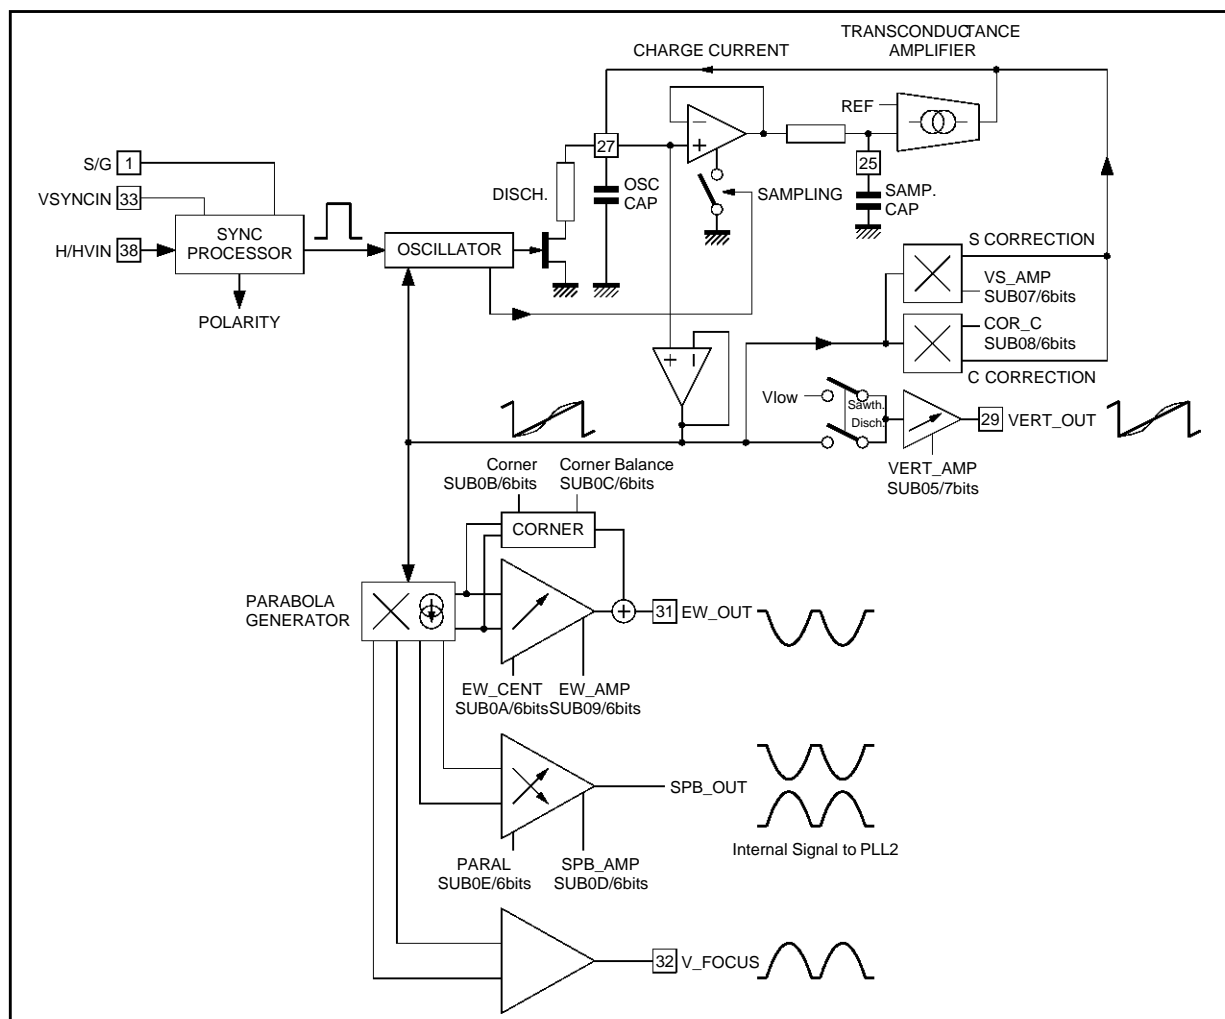 TRANSCONDUCTANCE
AMPLIFIER
CHARGE CURRENT
REF
27
25
S/G 1
VSYNCIN 33
H/HVIN 38
SYNC
PROCESSOR
POLARITY
OSCILLATOR
DISCH.
OSC
CAP
SAMPLING
SAMP.
CAP
S CORRECTION
VS_AMP
SUB07/6bits
COR_C
SUB08/6bits
C CORRECTION
Vlow
Sawth.
Disch.
29 VERT_OUT
VERT_AMP
SUB05/7bits
Corner
SUB0B/6bits
Corner Balance
SUB0C/6bits
CORNER
PARABOLA
GENERATOR
31 EW_OUT
EW_CENT
SUB0A/6bits
EW_AMP
SUB09/6bits
SPB_OUT
Internal Signal to PLL2
PARAL
SUB0E/6bits
SPB_AMP
SUB0D/6bits
32 V_FOCUS